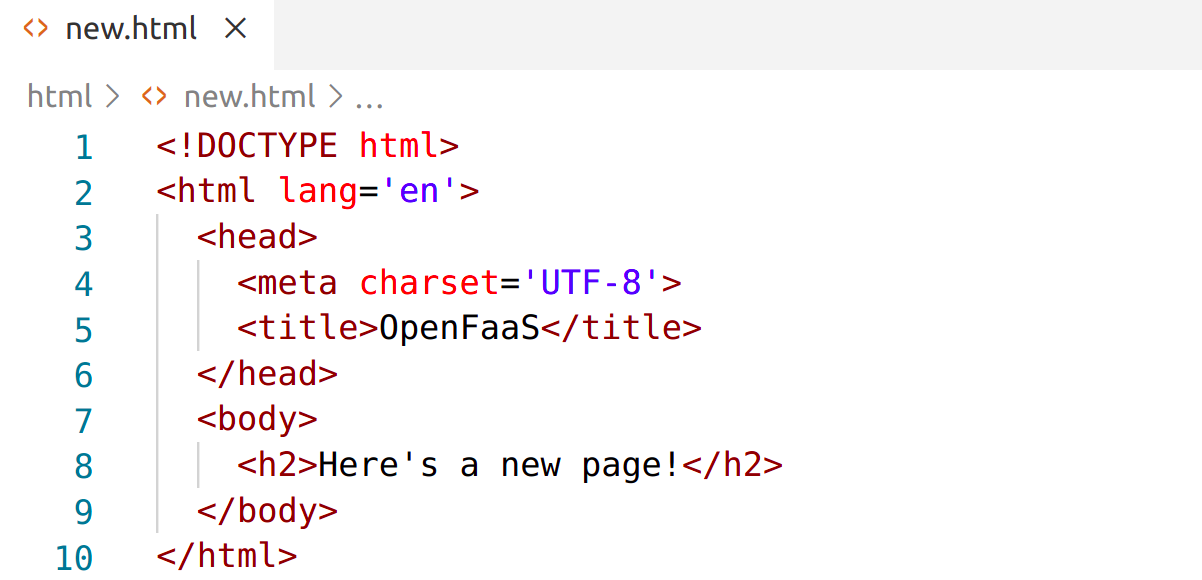 <> new.html ×
html > <> new.html > ...
1 <!DOCTYPE html>
2 <html lang='en'>
3   <head>
4     <meta charset='UTF-8'>
5     <title>OpenFaaS</title>
6   </head>
7   <body>
8     <h2>Here's a new page!</h2>
9   </body>
10 </html>